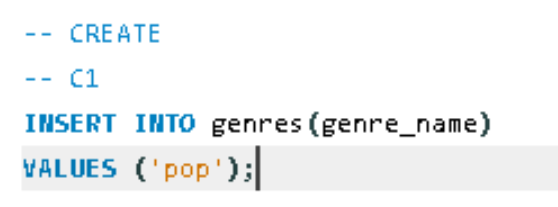 -- CREATE
-- C1
INSERT INTO genres(genre_name)
VALUES ('pop');